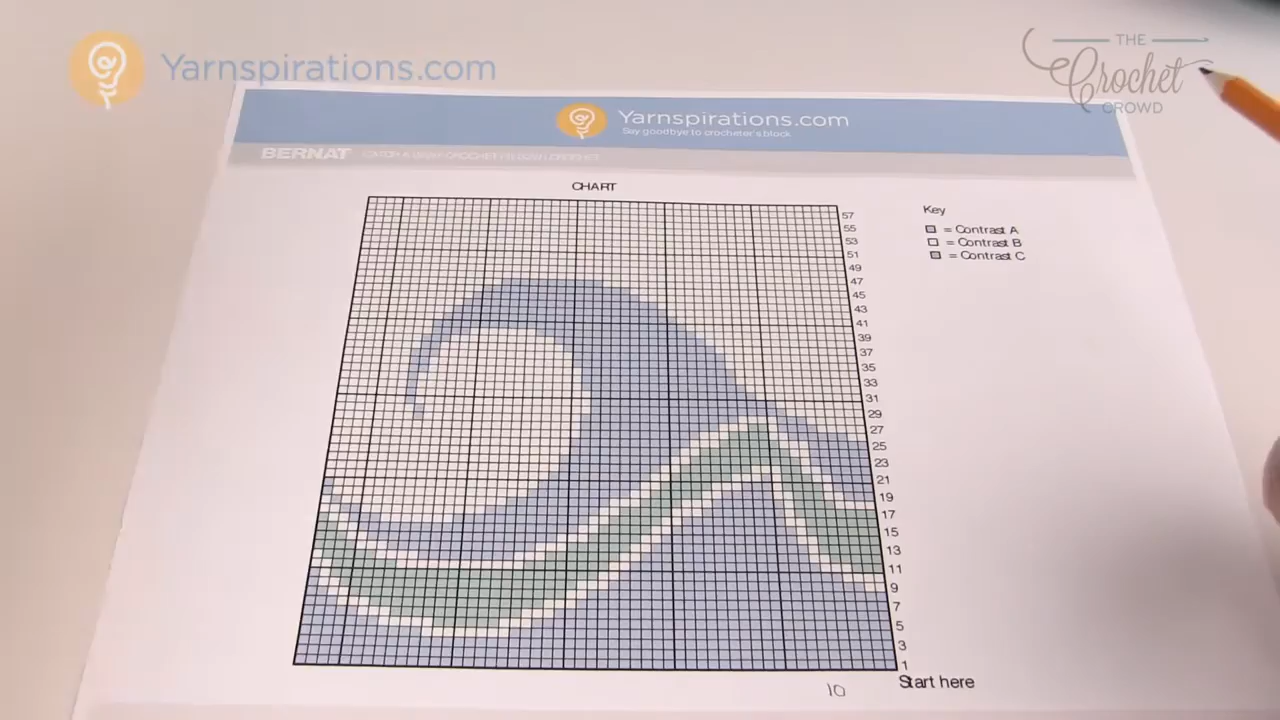 Yarnspirations.com
THE
Crochet
CROWD
Yarnspirations.com
Say goodbye to crocheter's block.
BERNAT
CHART
57
55
53
51
49
47
45
43
41
39
37
35
33
31
29
27
25
23
21
19
17
15
13
11
9
7
5
3
1
Key
= Contrast A
= Contrast B
= Contrast C
Start here
10